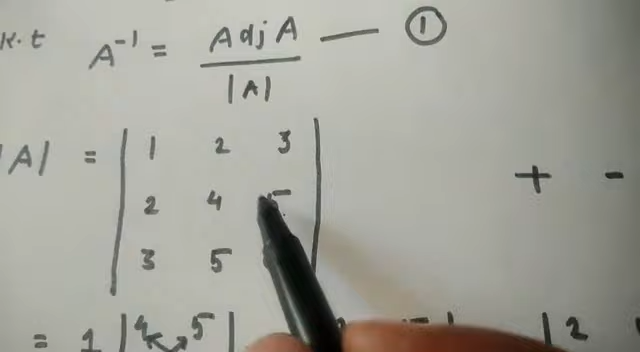 K.t A⁻¹ = Adj A / |A| — ①
|A| = | 1 2 3 |
2 4 5
3 5
= 1 | 4 5 | | 2
+ -